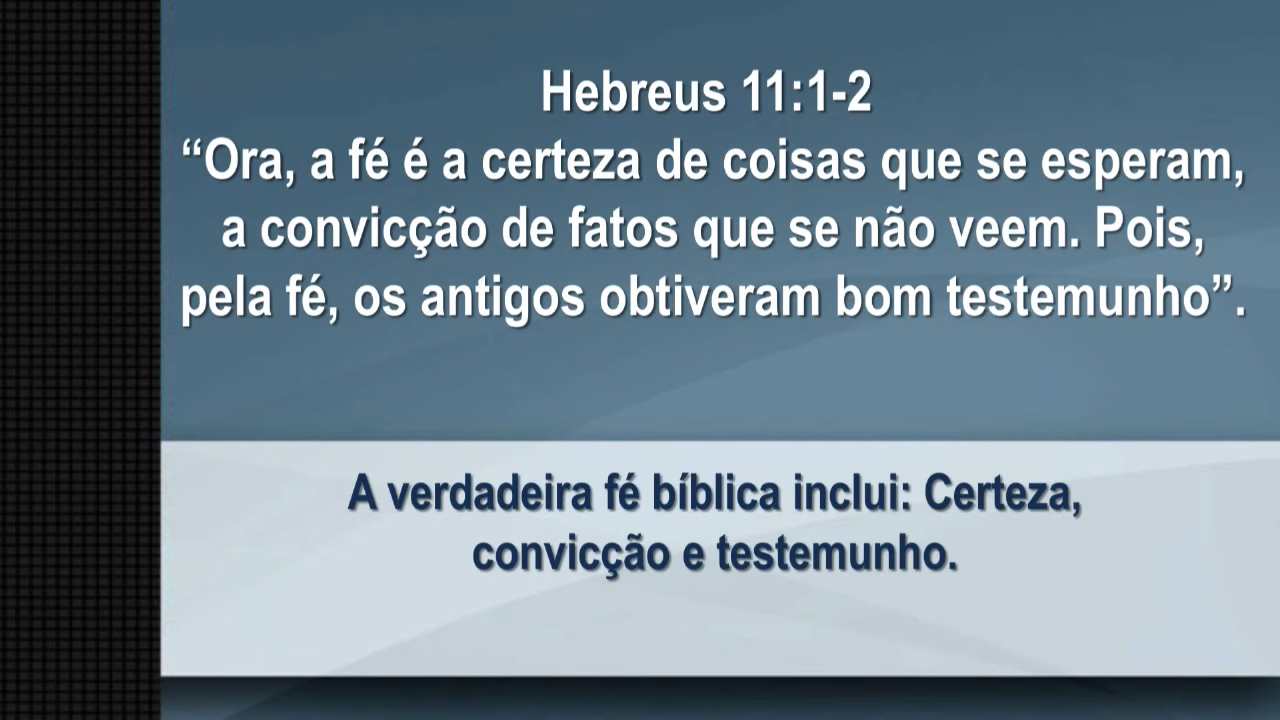 Hebreus 11:1-2
“Ora, a fé é a certeza de coisas que se esperam,
a convicção de fatos que se não veem. Pois,
pela fé, os antigos obtiveram bom testemunho”.
A verdadeira fé bíblica inclui: Certeza,
convicção e testemunho.